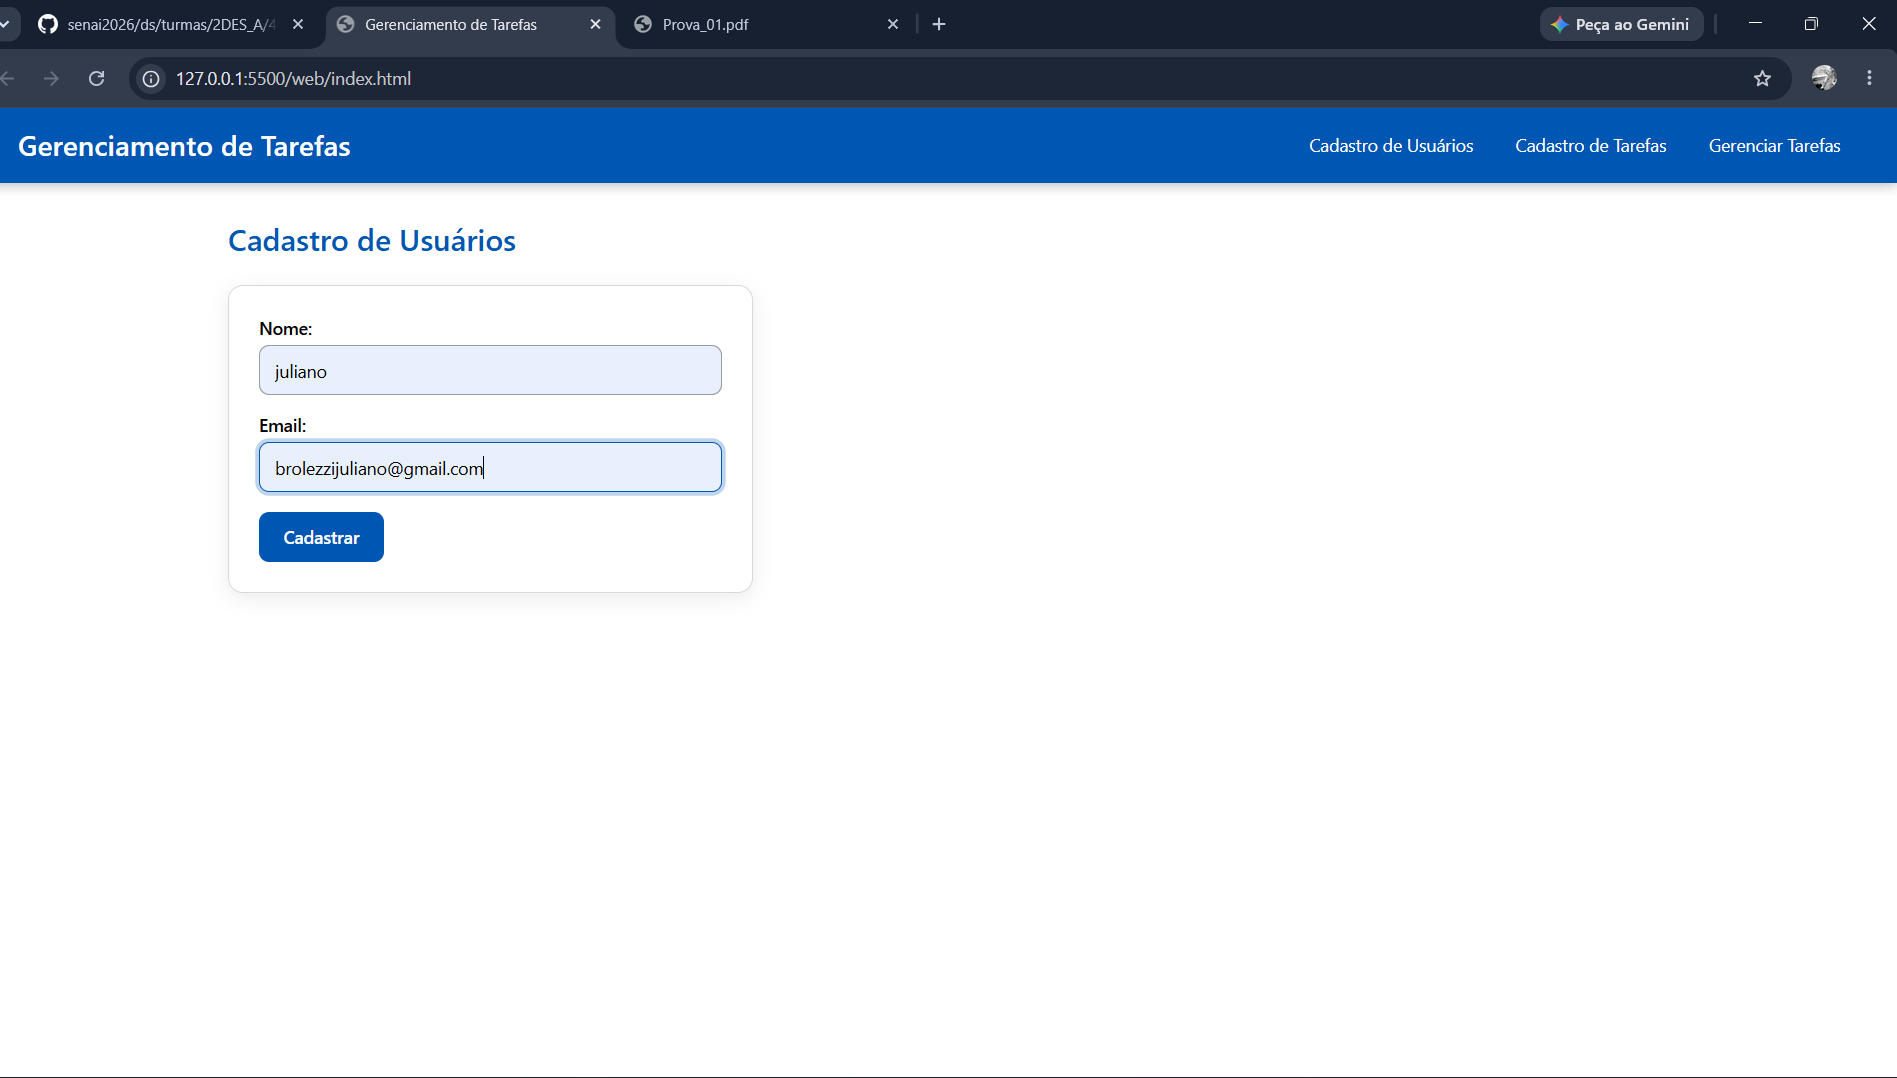 senai2026/ds/turmas/2DES_A/4
Gerenciamento de Tarefas
Prova_01.pdf
Peça ao Gemini
127.0.0.1:5500/web/index.html
Gerenciamento de Tarefas
Cadastro de Usuários
Cadastro de Tarefas
Gerenciar Tarefas
Cadastro de Usuários
Nome:
juliano
Email:
brolezzijuliano@gmail.com
Cadastrar